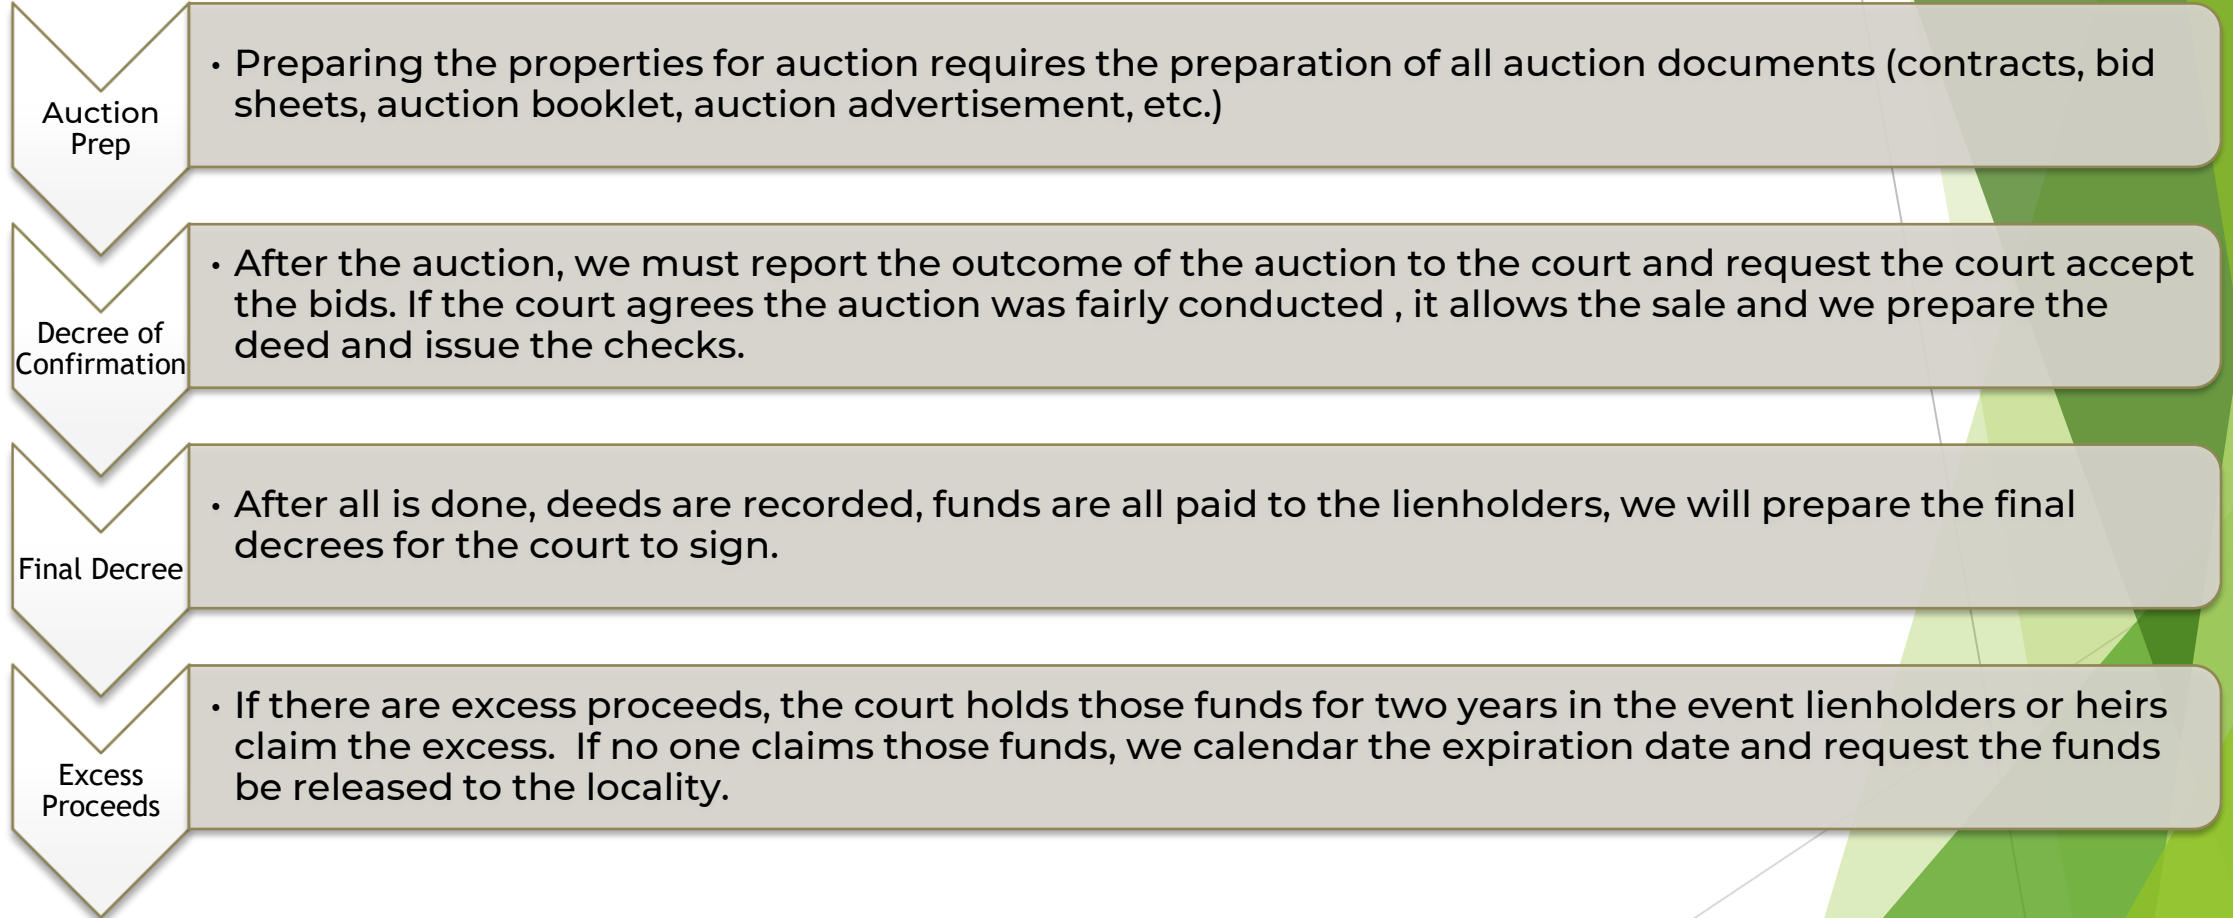 Auction
Prep
• Preparing the properties for auction requires the preparation of all auction documents (contracts, bid
sheets, auction booklet, auction advertisement, etc.)
Decree of
Confirmation
• After the auction, we must report the outcome of the auction to the court and request the court accept
the bids. If the court agrees the auction was fairly conducted , it allows the sale and we prepare the
deed and issue the checks.
Final Decree
• After all is done, deeds are recorded, funds are all paid to the lienholders, we will prepare the final
decrees for the court to sign.
Excess
Proceeds
• If there are excess proceeds, the court holds those funds for two years in the event lienholders or heirs
claim the excess.  If no one claims those funds, we calendar the expiration date and request the funds
be released to the locality.